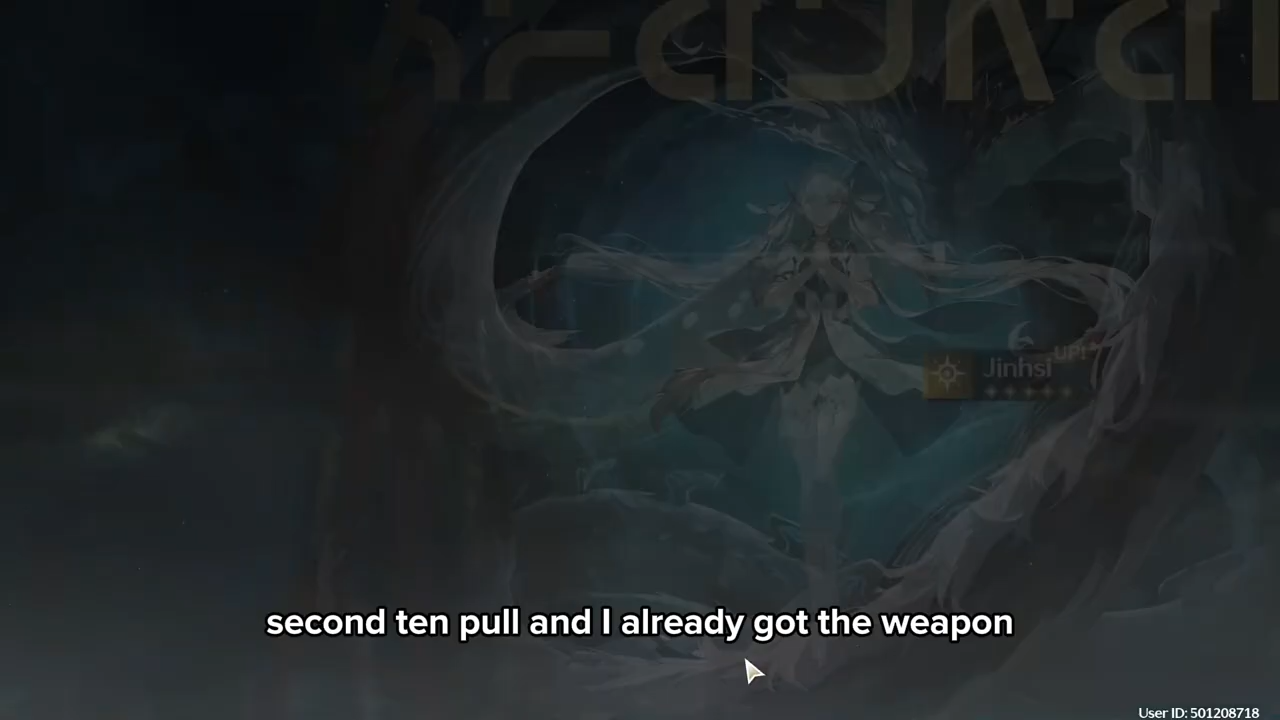 UP!
Jinhsi
second ten pull and I already got the weapon
User ID: 501208718